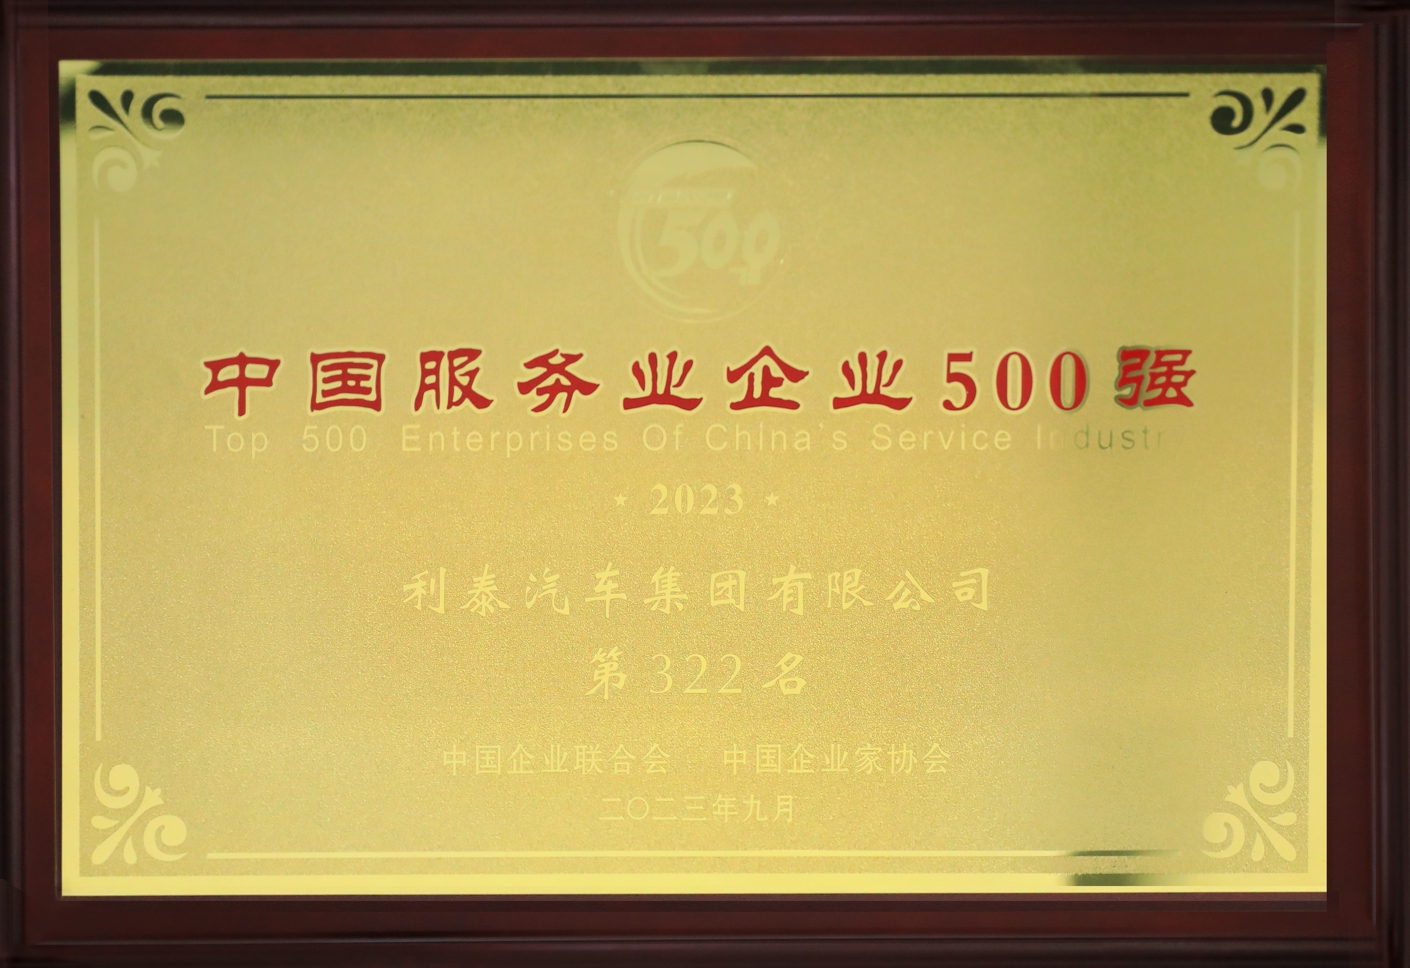 500
中国服务业企业500强
Top 500 Enterprises Of China's Service Industr
2023
利泰汽车集团有限公司
第322名
中国企业联合会 中国企业家协会
二〇二三年九月